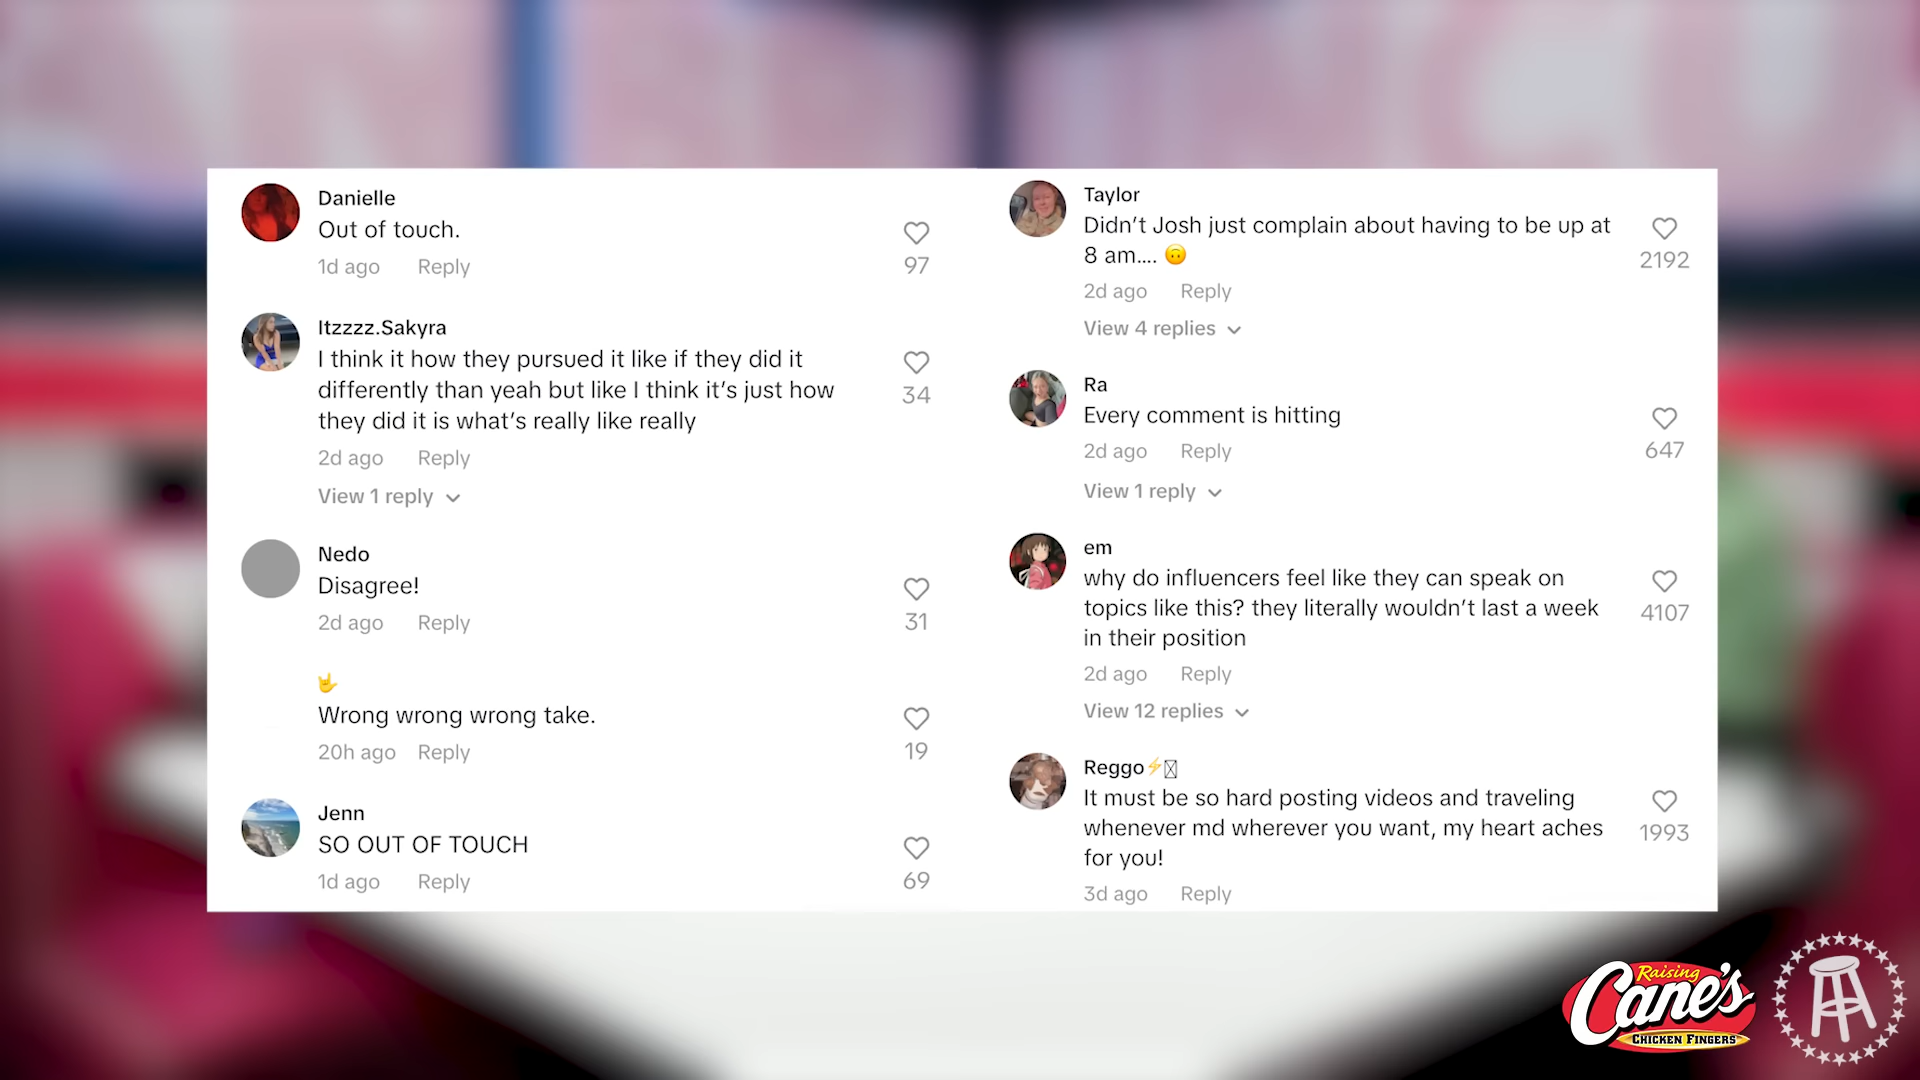 Danielle
Out of touch.
1d ago Reply
97
Itzzzz.Sakyra
I think it how they pursued it like if they did it
differently than yeah but like I think it's just how
they did it is what's really like really
2d ago Reply
34
View 1 reply
Nedo
Disagree!
2d ago Reply
31
🤟
Wrong wrong wrong take.
20h ago Reply
19
Jenn
SO OUT OF TOUCH
1d ago Reply
69
Taylor
Didn't Josh just complain about having to be up at
8 am.... 🙃
2192
2d ago Reply
View 4 replies
Ra
Every comment is hitting
647
2d ago Reply
View 1 reply
em
why do influencers feel like they can speak on
topics like this? they literally wouldn't last a week
in their position
4107
2d ago Reply
View 12 replies
Reggo⚡
It must be so hard posting videos and traveling
whenever md wherever you want, my heart aches
for you!
1993
3d ago Reply
Raising
Cane's
CHICKEN FINGERS